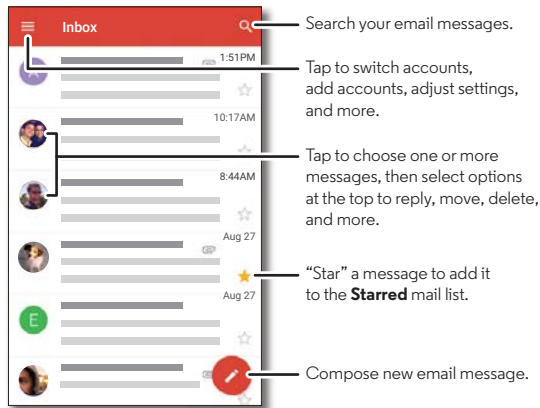 Inbox
Search your email messages.
1:51PM
A
Tap to switch accounts,
add accounts, adjust settings,
and more.
10:17AM
Tap to choose one or more
messages, then select options
at the top to reply, move, delete,
and more.
8:44AM
Aug 27
"Star" a message to add it
to the Starred mail list.
Aug 27
E
Compose new email message.